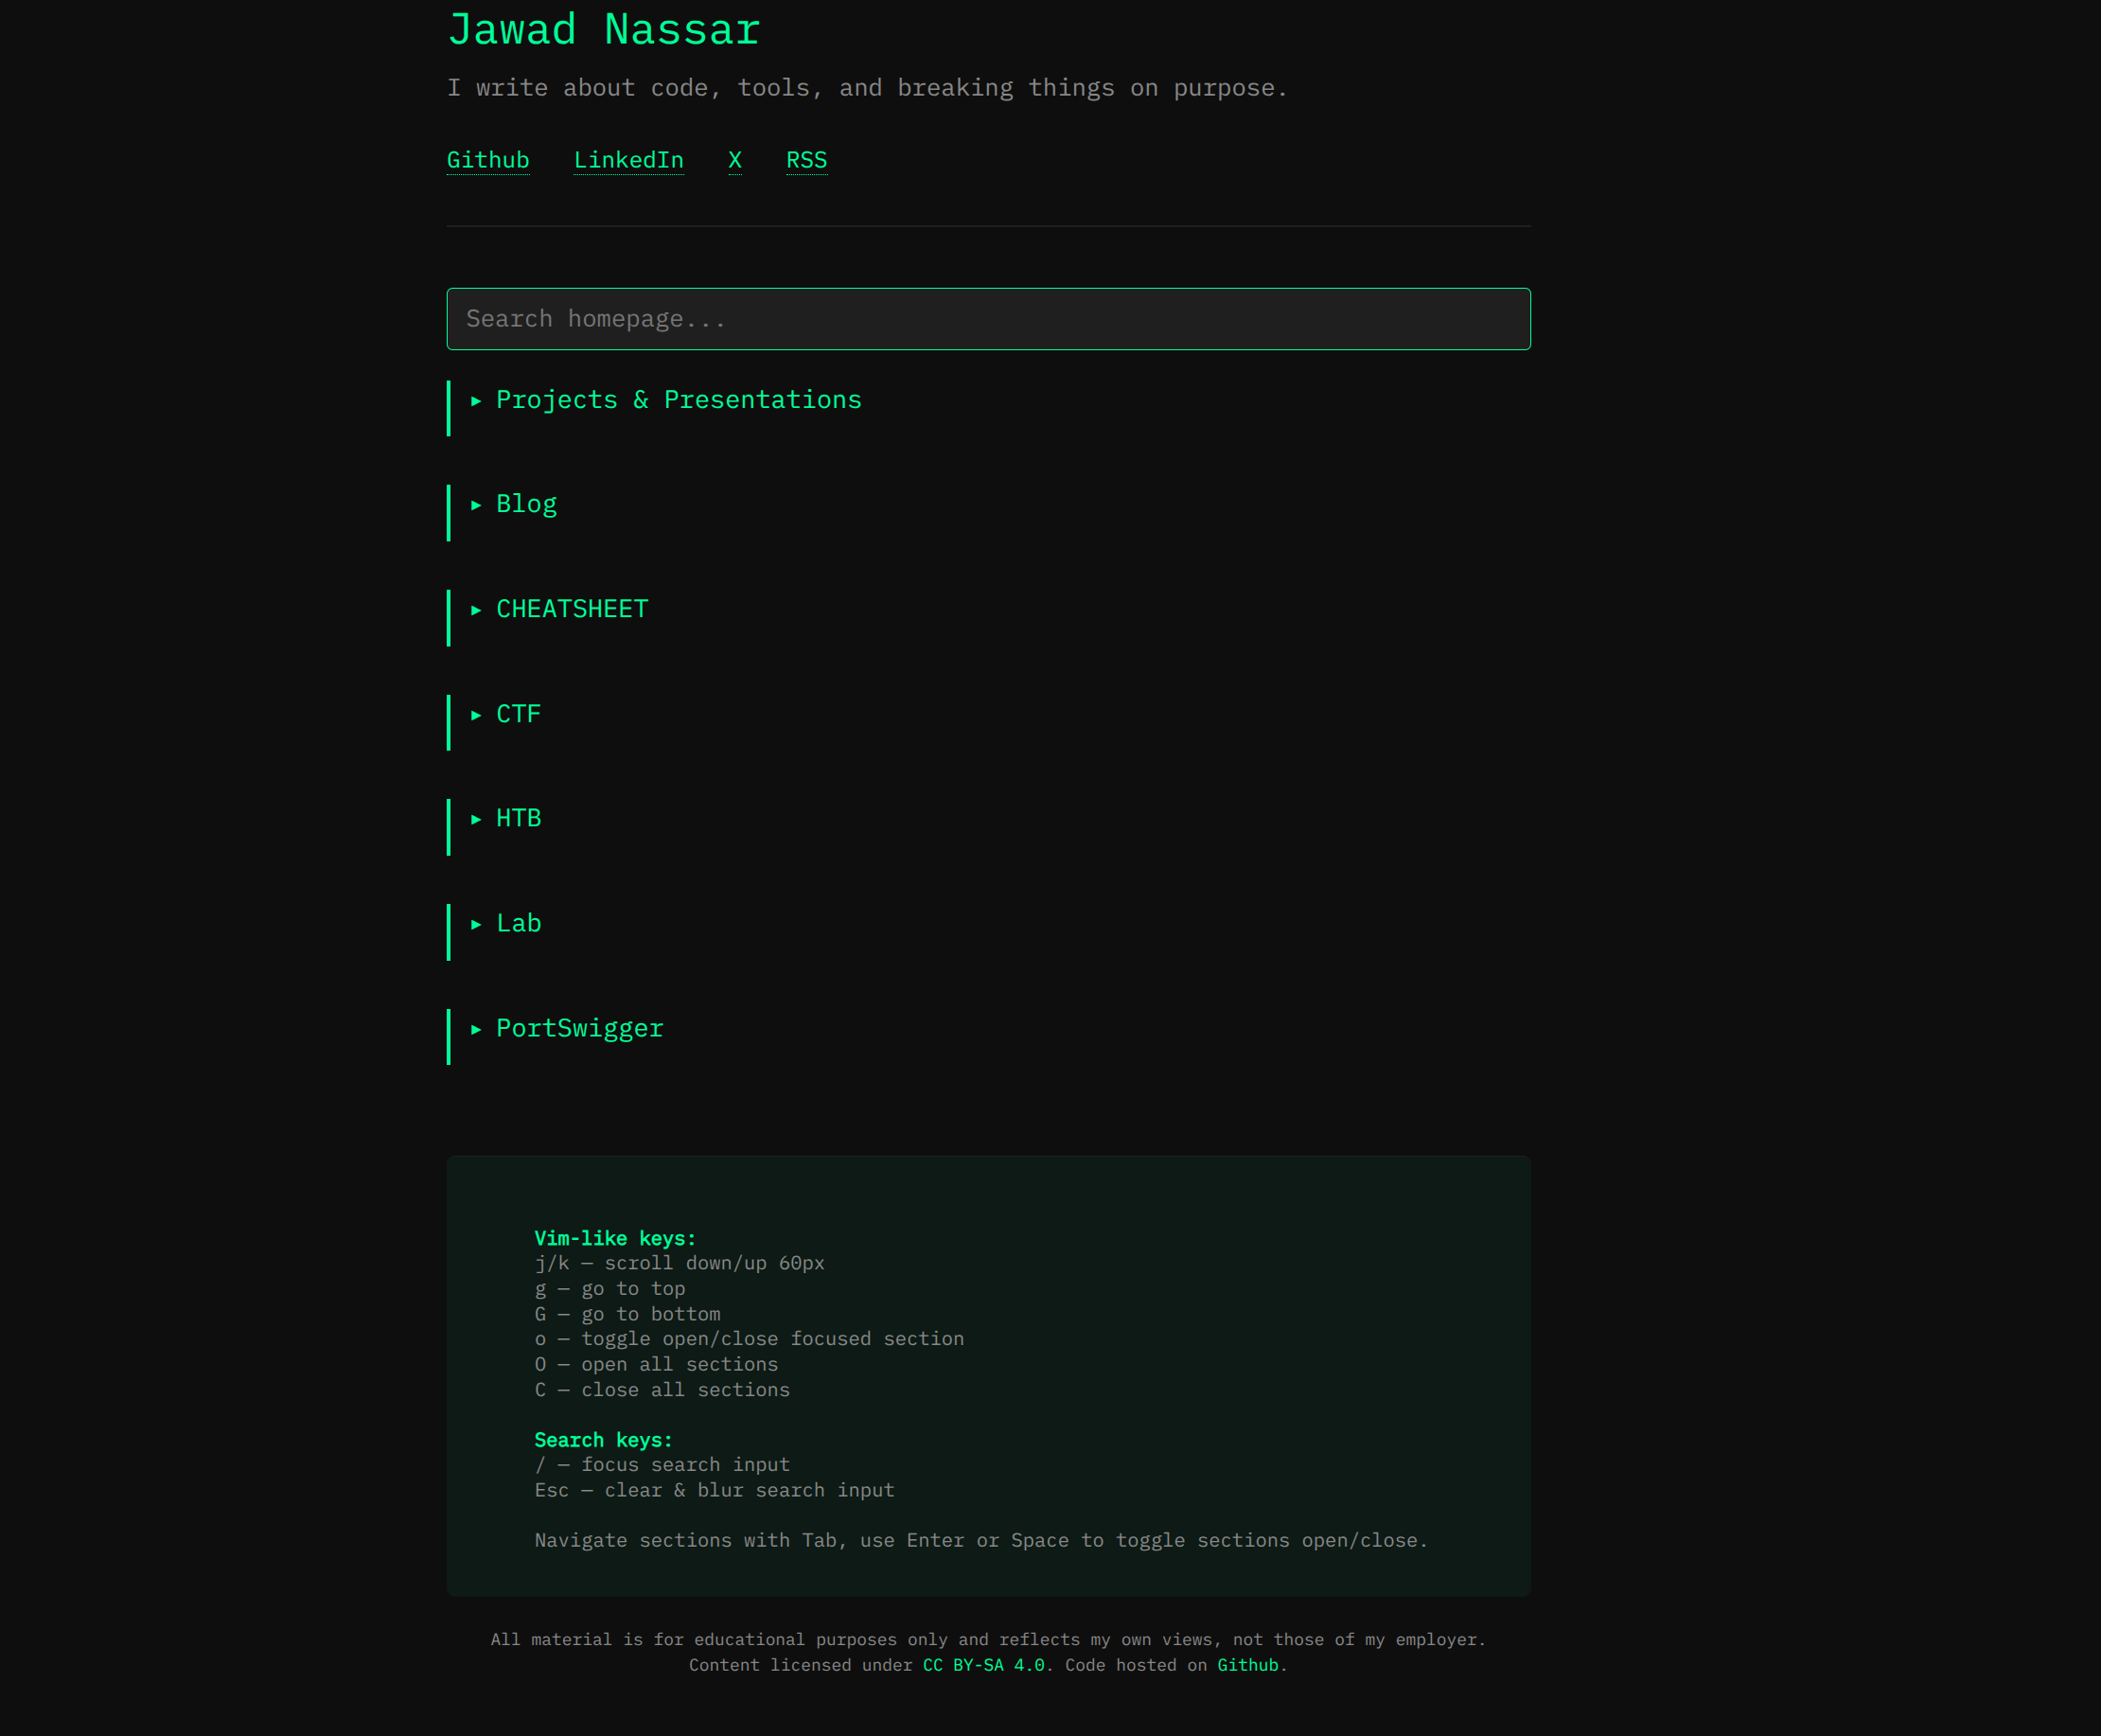 Jawad Nassar
I write about code, tools, and breaking things on purpose.
Github LinkedIn X RSS
Search homepage...
▸ Projects & Presentations
▸ Blog
▸ CHEATSHEET
▸ CTF
▸ HTB
▸ Lab
▸ PortSwigger
Vim-like keys:
j/k — scroll down/up 60px
g — go to top
G — go to bottom
o — toggle open/close focused section
O — open all sections
C — close all sections
Search keys:
/ — focus search input
Esc — clear & blur search input
Navigate sections with Tab, use Enter or Space to toggle sections open/close.
All material is for educational purposes only and reflects my own views, not those of my employer.
Content licensed under CC BY-SA 4.0. Code hosted on Github.